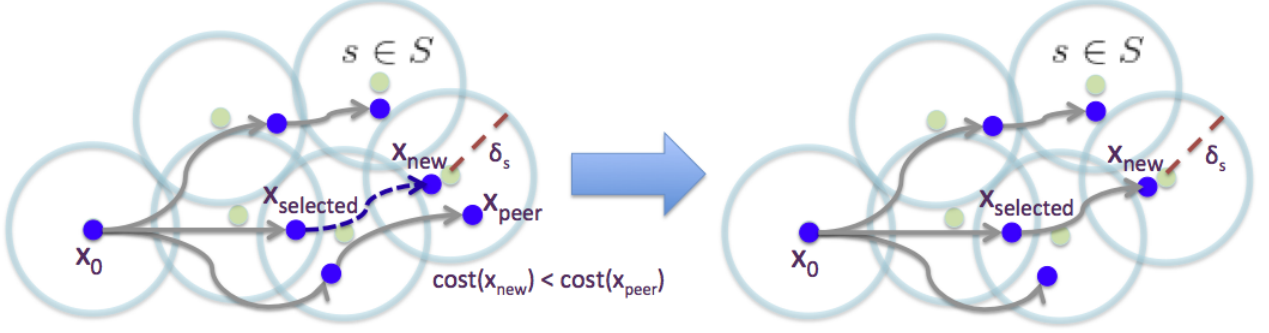 s ∈ S
x_new
δ_s
x_selected
x_peer
x_0
cost(x_new) < cost(x_peer)
s ∈ S
x_new
δ_s
x_selected
x_0